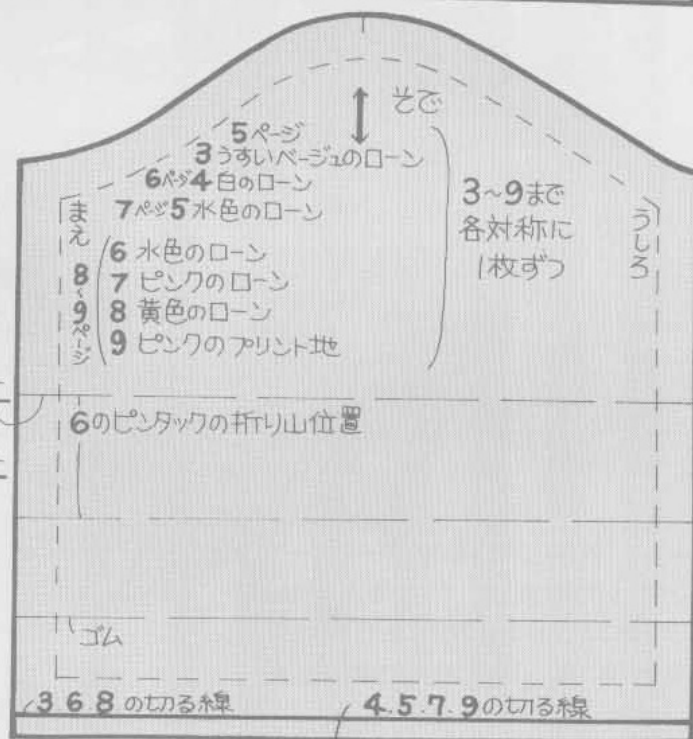 そで
5ページ
3 うすいベージュのローン
6ページ 4 白のローン
7ページ 5 水色のローン
まえ
8~9ページ
6 水色のローン
7 ピンクのローン
8 黄色のローン
9 ピンクのプリント地
3~9まで
各対称に
1枚ずつ
うしろ
6のピンタックの折り山位置
ゴム
3 6 8 の切る線
4.5.7.9の切る線